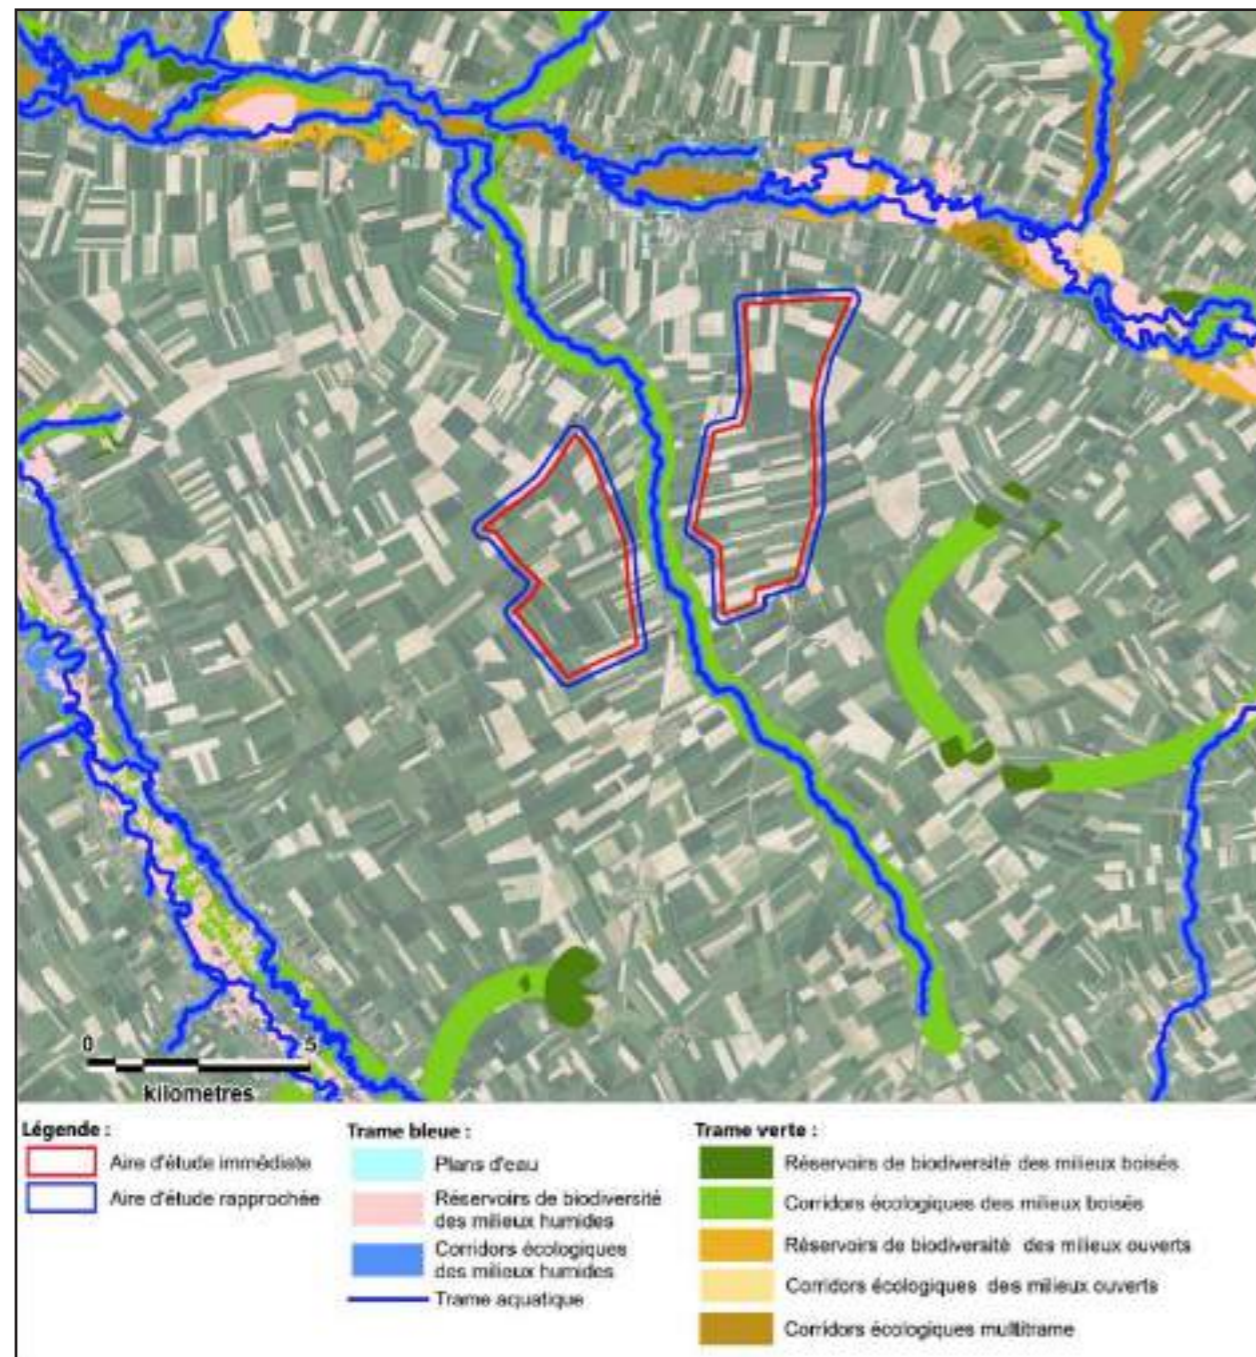 0 5
kilometres
Légende :
Aire d'étude immédiate
Aire d'étude rapprochée
Trame bleue :
Plans d'eau
Réservoirs de biodiversité
des milieux humides
Corridors écologiques
des milieux humides
Trame aquatique
Trame verte :
Réservoirs de biodiversité des milieux boisés
Corridors écologiques des milieux boisés
Réservoirs de biodiversité des milieux ouverts
Corridors écologiques des milieux ouverts
Corridors écologiques multitrame